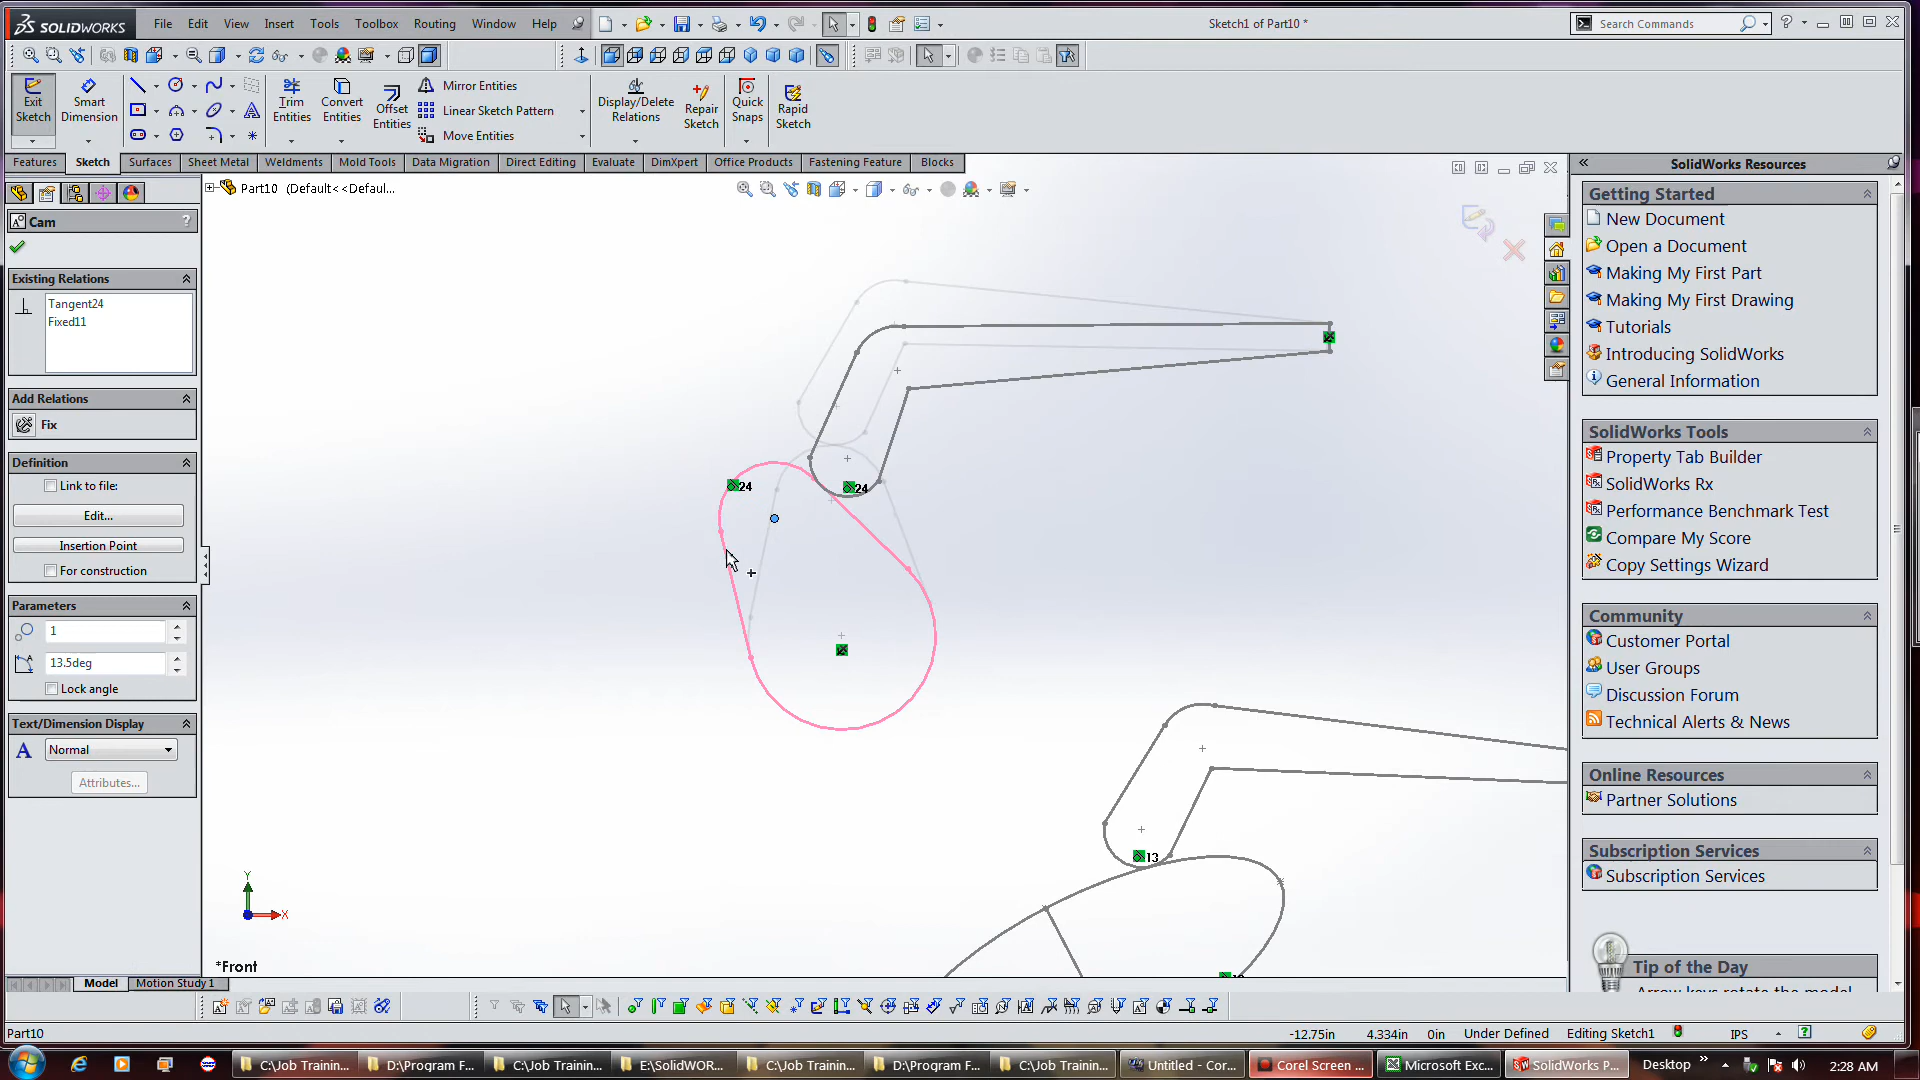 SOLIDWORKS File Edit View Insert Tools Toolbox Routing Window Help Sketch1 of Part10 * Search Commands
Exit Sketch Smart Dimension Trim Entities Convert Entities Offset Entities Mirror Entities Linear Sketch Pattern Move Entities Display/Delete Relations Repair Sketch Quick Snaps Rapid Sketch
Features Sketch Surfaces Sheet Metal Weldments Mold Tools Data Migration Direct Editing Evaluate DimXpert Office Products Fastening Feature Blocks
Part10 (Default<<Defaul...
Cam ?
Existing Relations
Tangent24
Fixed11
Add Relations
Fix
Definition
Link to file:
Edit...
Insertion Point
For construction
Parameters
1
13.5deg
Lock angle
Text/Dimension Display
Normal
Attributes...
24
24
13
Y
X
*Front
SolidWorks Resources
Getting Started
New Document
Open a Document
Making My First Part
Making My First Drawing
Tutorials
Introducing SolidWorks
General Information
SolidWorks Tools
Property Tab Builder
SolidWorks Rx
Performance Benchmark Test
Compare My Score
Copy Settings Wizard
Community
Customer Portal
User Groups
Discussion Forum
Technical Alerts & News
Online Resources
Partner Solutions
Subscription Services
Subscription Services
Tip of the Day
Arrow keys rotate the model
Model Motion Study 1
Part10 -12.75in 4.334in 0in Under Defined Editing Sketch1 IPS
C:\Job Trainin... D:\Program F... C:\Job Trainin... E:\SolidWOR... C:\Job Trainin... D:\Program F... C:\Job Trainin... Untitled - Cor... Corel Screen ... Microsoft Exc... SolidWorks P... Desktop 2:28 AM